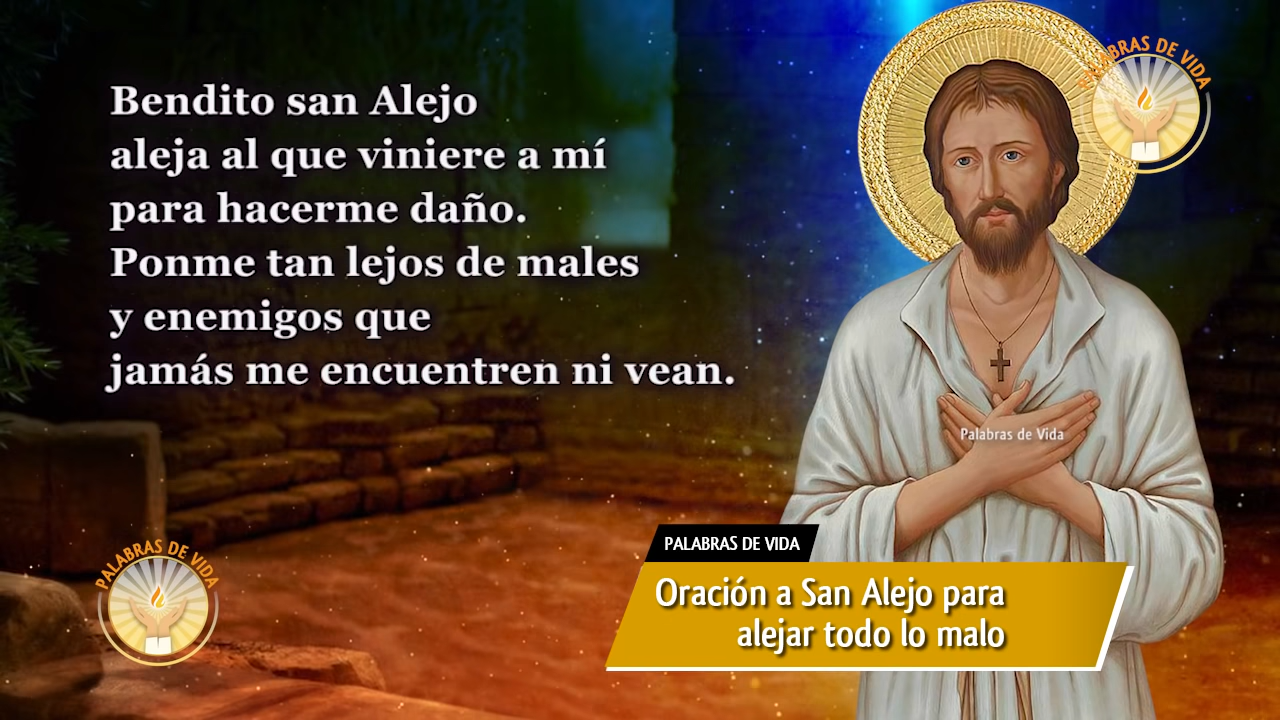 Bendito san Alejo
aleja al que viniere a mí
para hacerme daño.
Ponme tan lejos de males
y enemigos que
jamás me encuentren ni vean.
PALABRAS DE VIDA
Palabras de Vida
PALABRAS DE VIDA
Oración a San Alejo para
alejar todo lo malo
PALABRAS DE VIDA